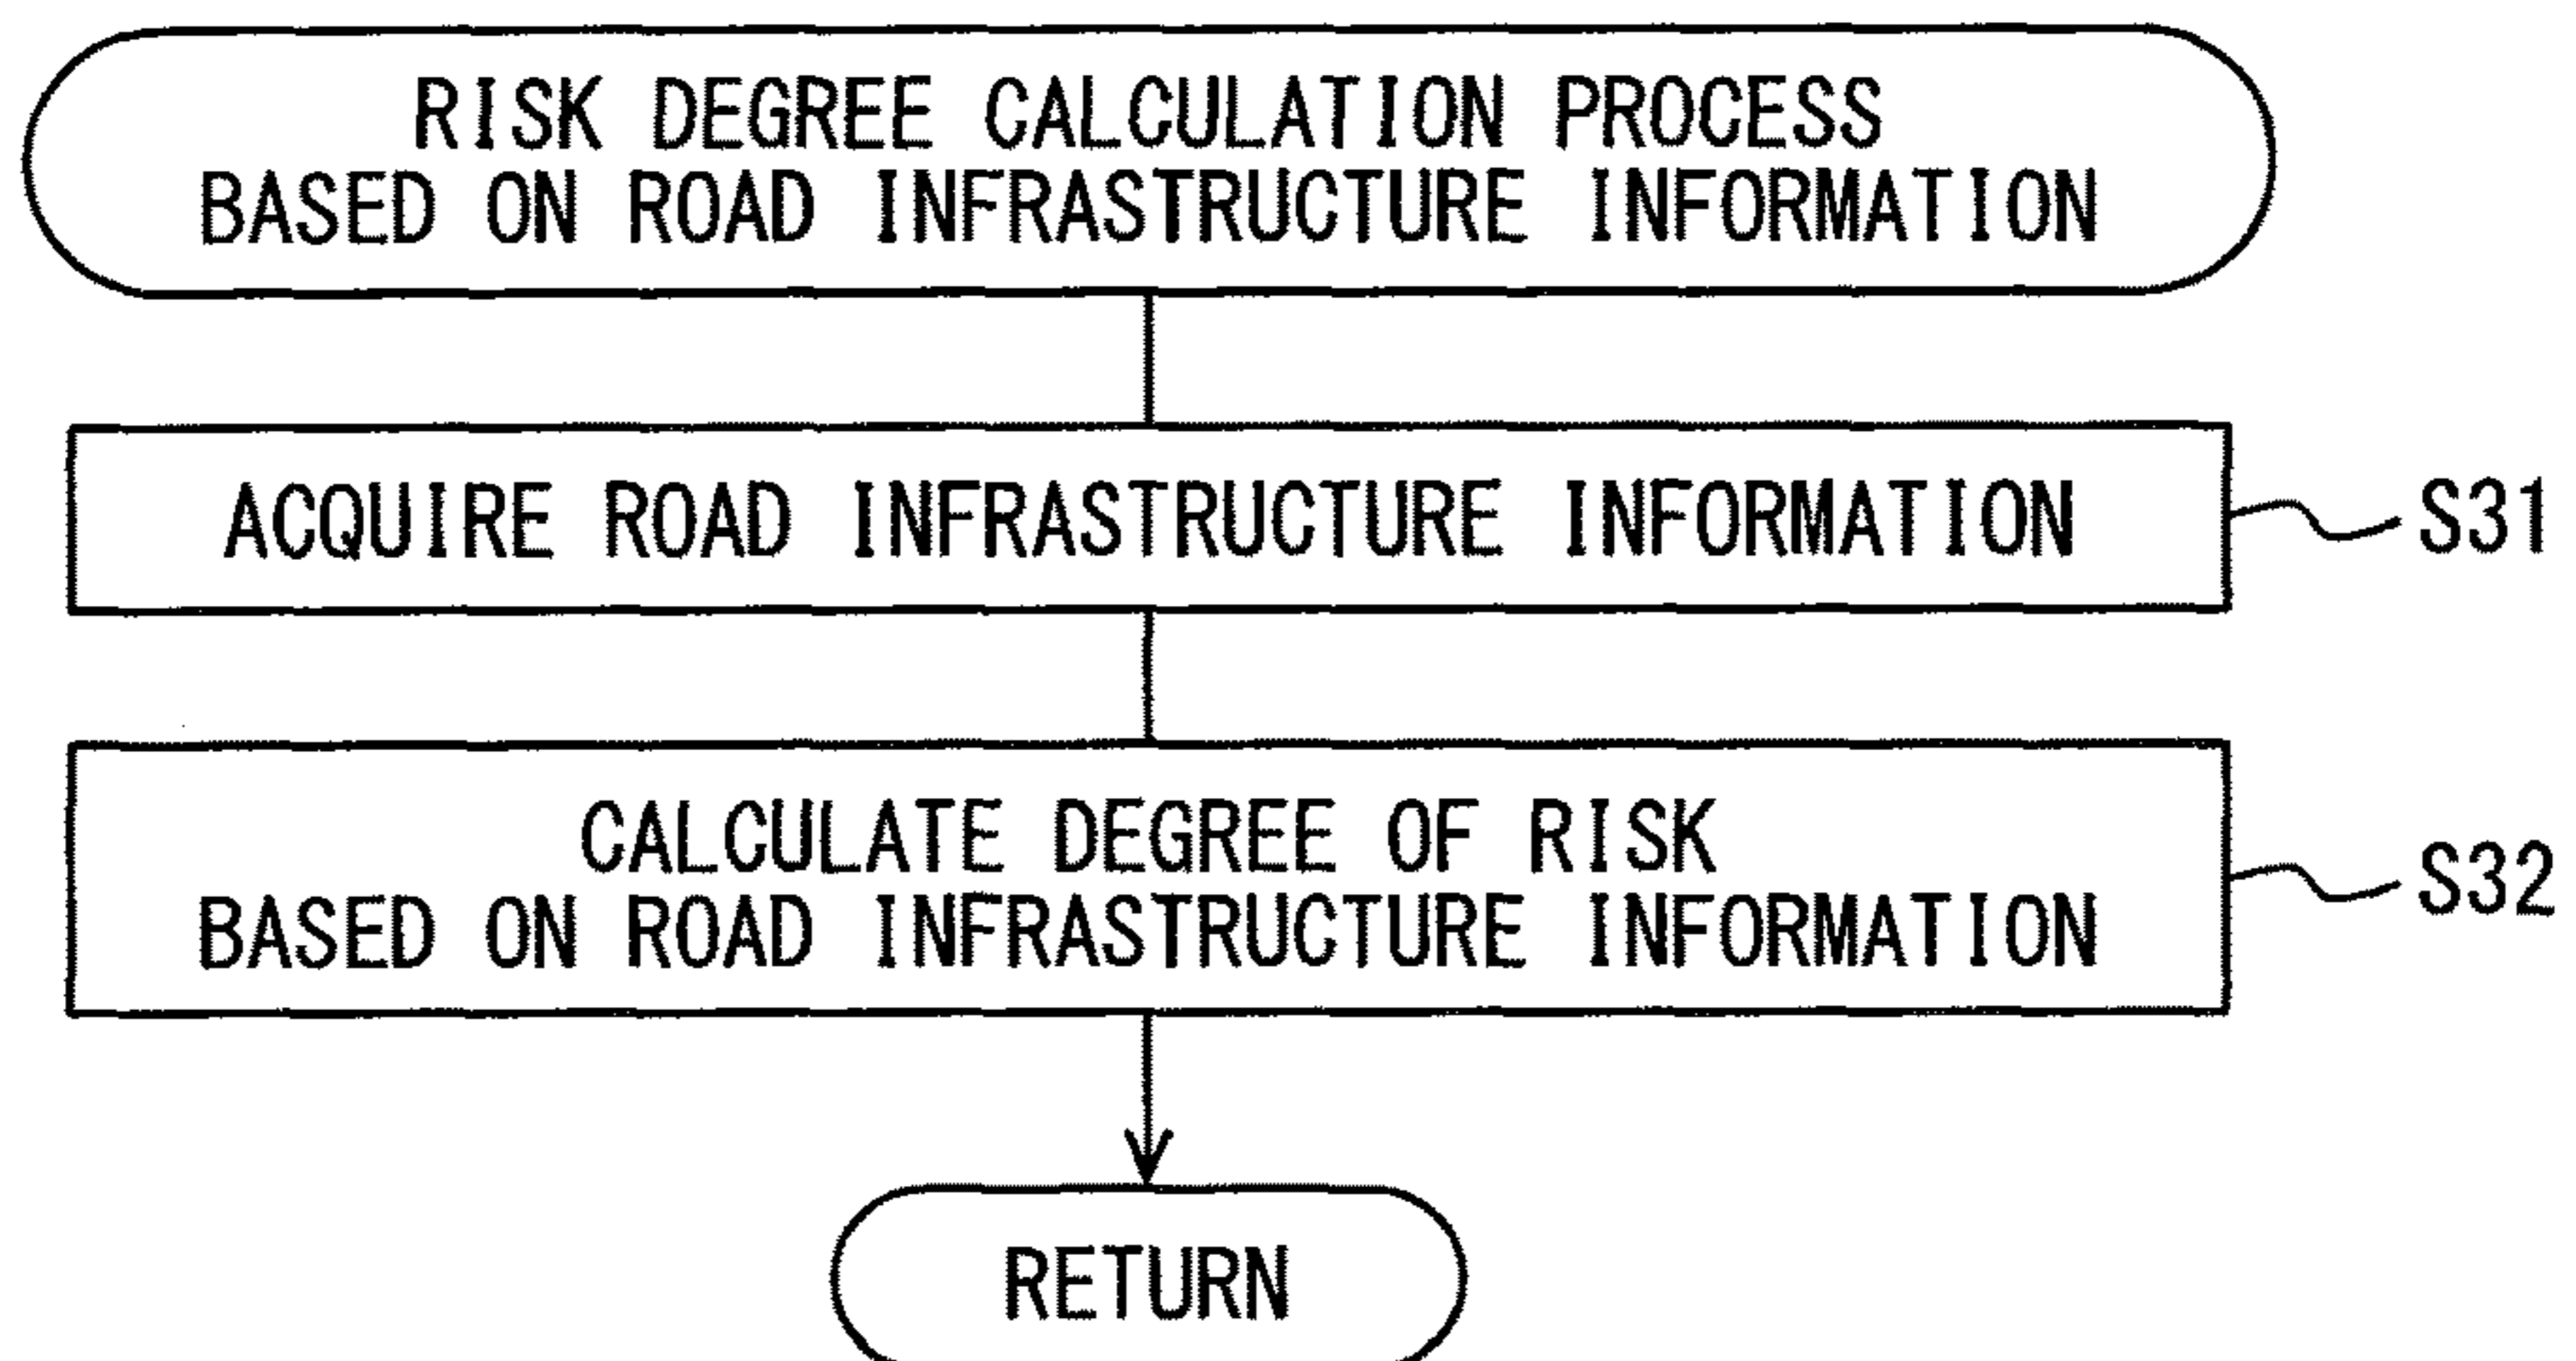 RISK DEGREE CALCULATION PROCESS
BASED ON ROAD INFRASTRUCTURE INFORMATION
ACQUIRE ROAD INFRASTRUCTURE INFORMATION
S31
CALCULATE DEGREE OF RISK
BASED ON ROAD INFRASTRUCTURE INFORMATION
S32
RETURN